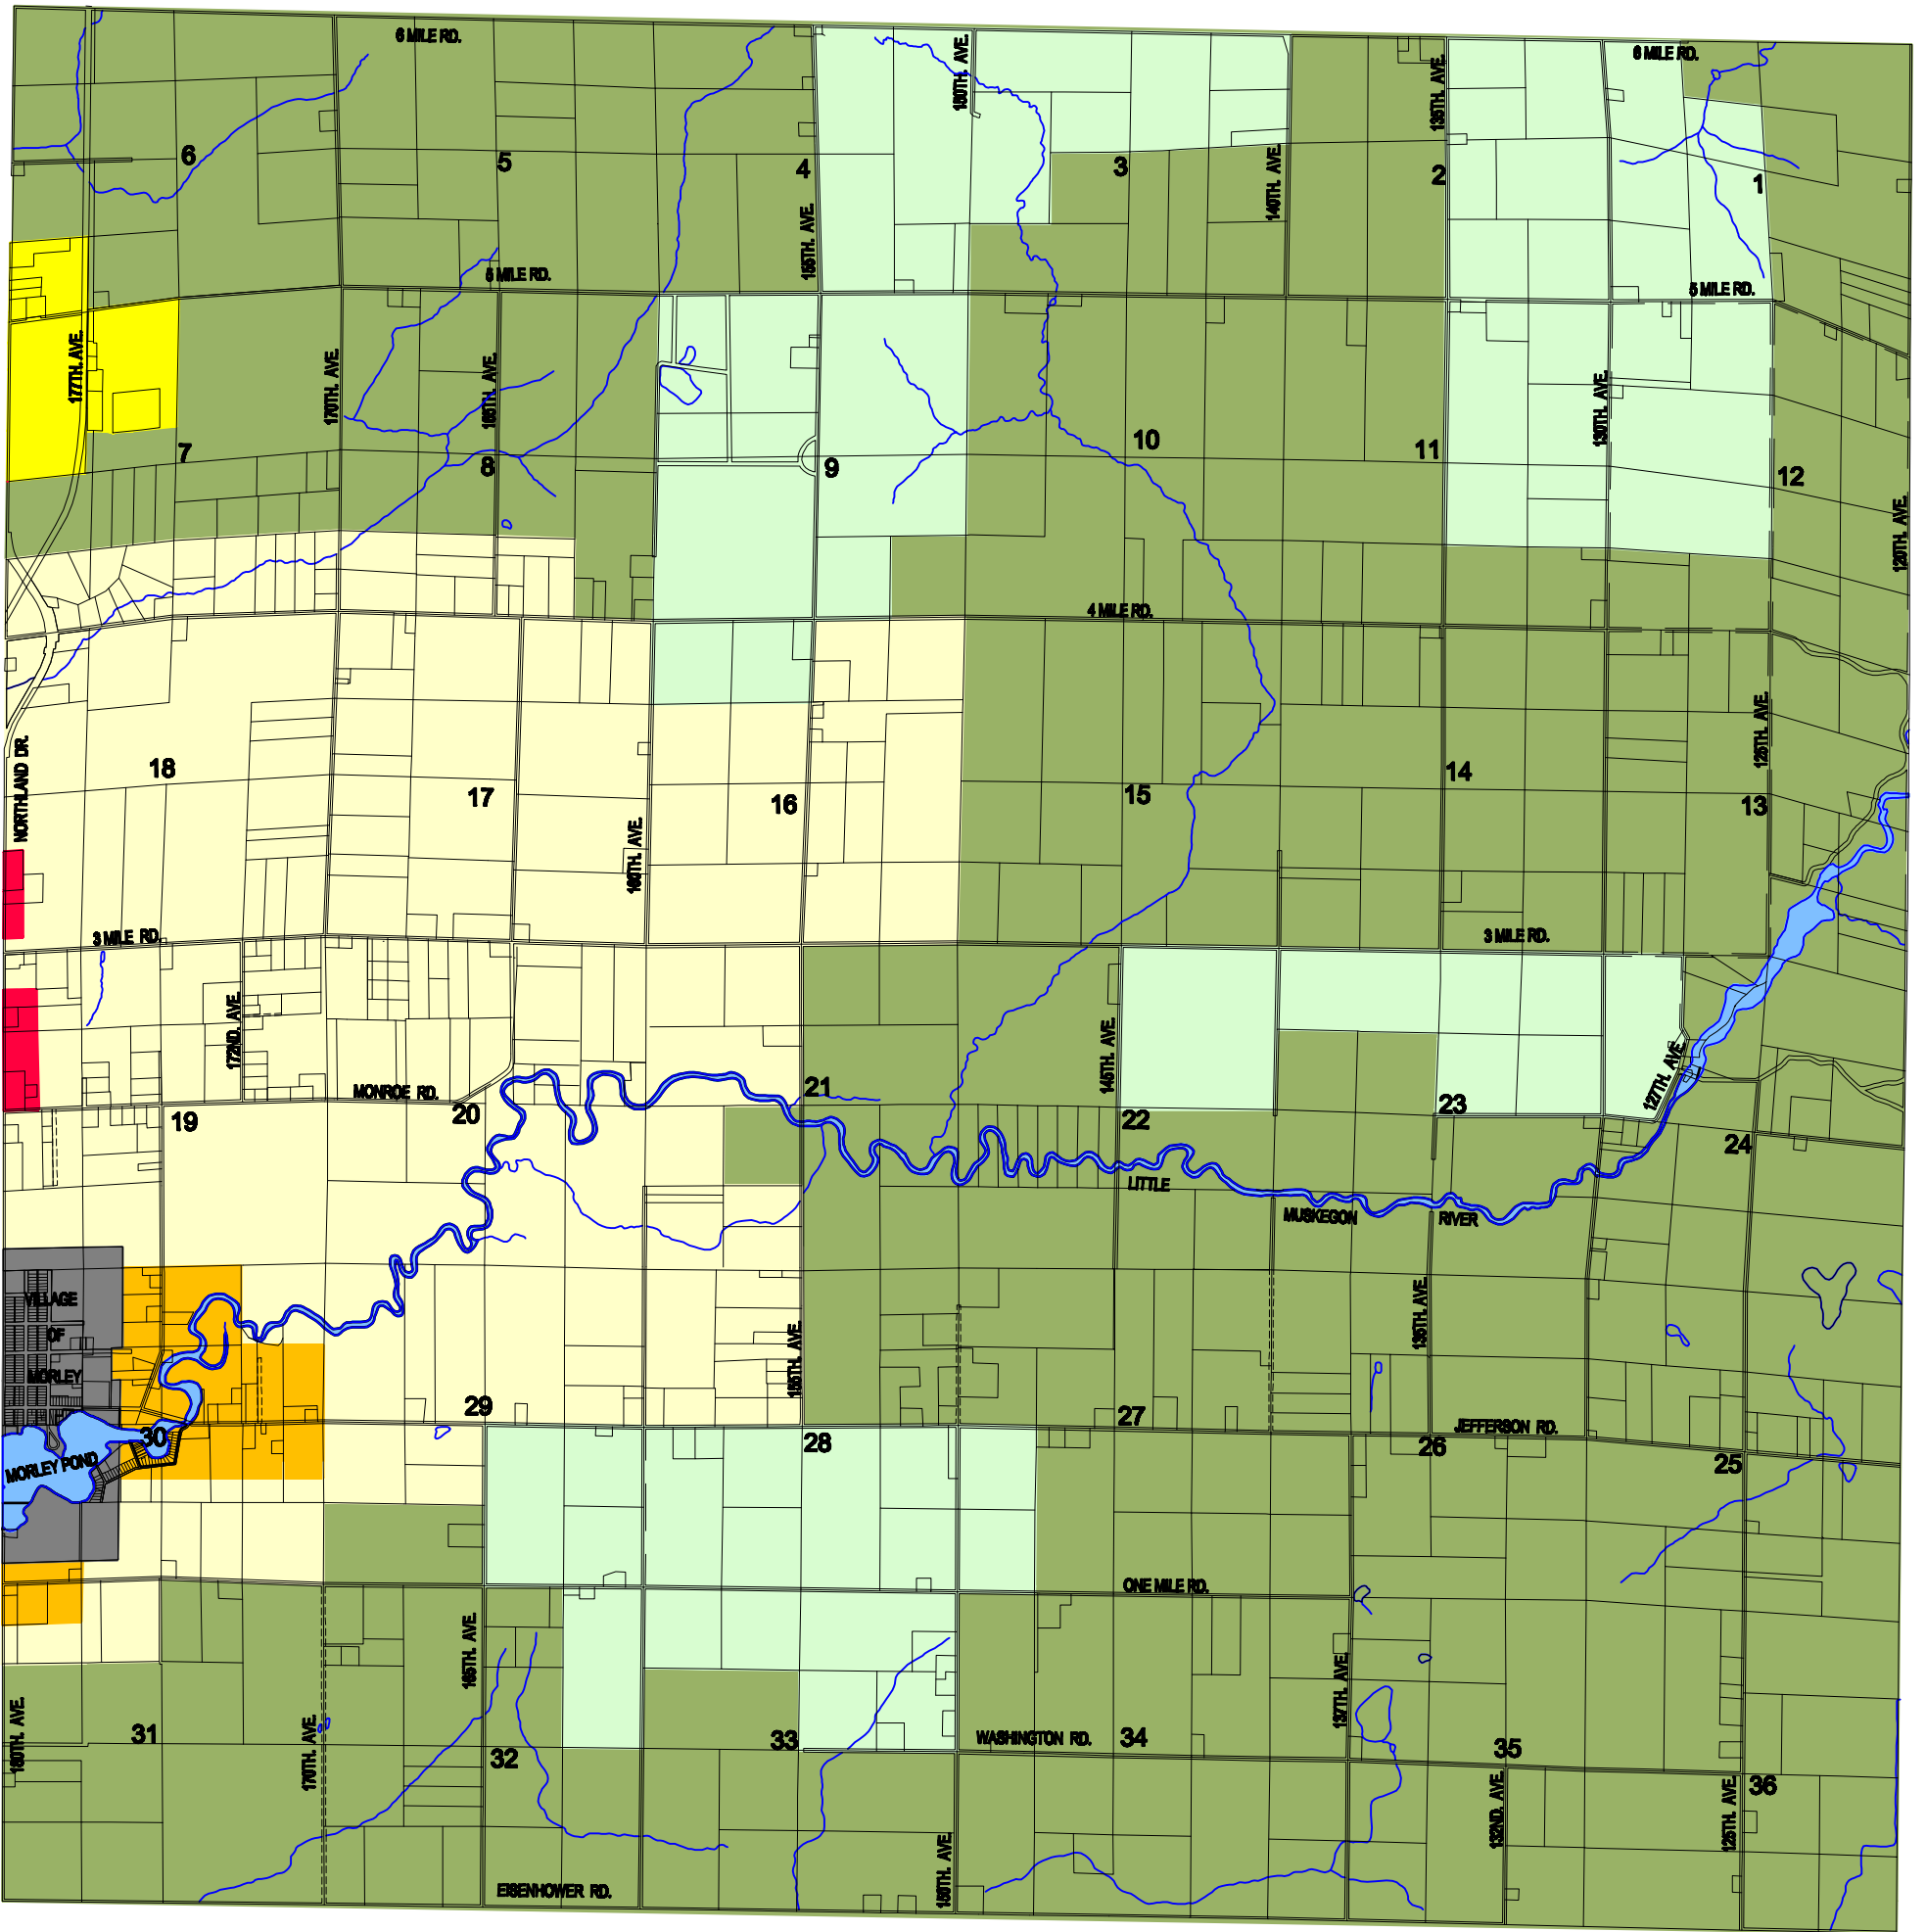 6 MILE RD.
150TH. AVE.
135TH. AVE.
6 MILE RD.
6
5
4
3
140TH. AVE.
2
1
155TH. AVE.
5 MILE RD.
5 MILE RD.
177TH. AVE.
170TH. AVE.
165TH. AVE.
130TH. AVE.
7
8
9
10
11
12
120TH. AVE.
4 MILE RD.
NORTHLAND DR.
18
17
16
15
14
13
125TH. AVE.
160TH. AVE.
3 MILE RD.
3 MILE RD.
172ND. AVE.
145TH. AVE.
127TH. AVE.
MONROE RD.
19
20
21
22
23
24
LITTLE
MUSKEGON
RIVER
VILLAGE
OF
MORLEY
155TH. AVE.
135TH. AVE.
30
29
28
27
26
25
JEFFERSON RD.
MORLEY POND
ONE MILE RD.
165TH. AVE.
180TH. AVE.
170TH. AVE.
137TH. AVE.
31
32
33
WASHINGTON RD.
34
35
36
132ND. AVE.
125TH. AVE.
150TH. AVE.
EISENHOWER RD.